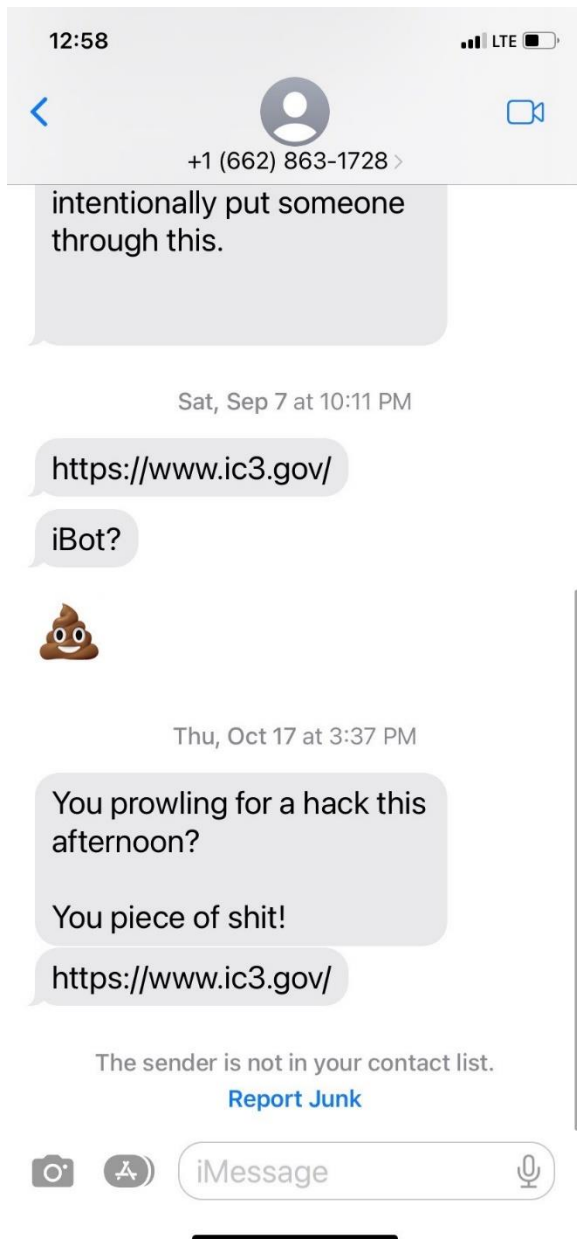 12:58
LTE
+1 (662) 863-1728
intentionally put someone
through this.
Sat, Sep 7 at 10:11 PM
https://www.ic3.gov/
iBot?
Thu, Oct 17 at 3:37 PM
You prowling for a hack this
afternoon?
You piece of shit!
https://www.ic3.gov/
The sender is not in your contact list.
Report Junk
iMessage